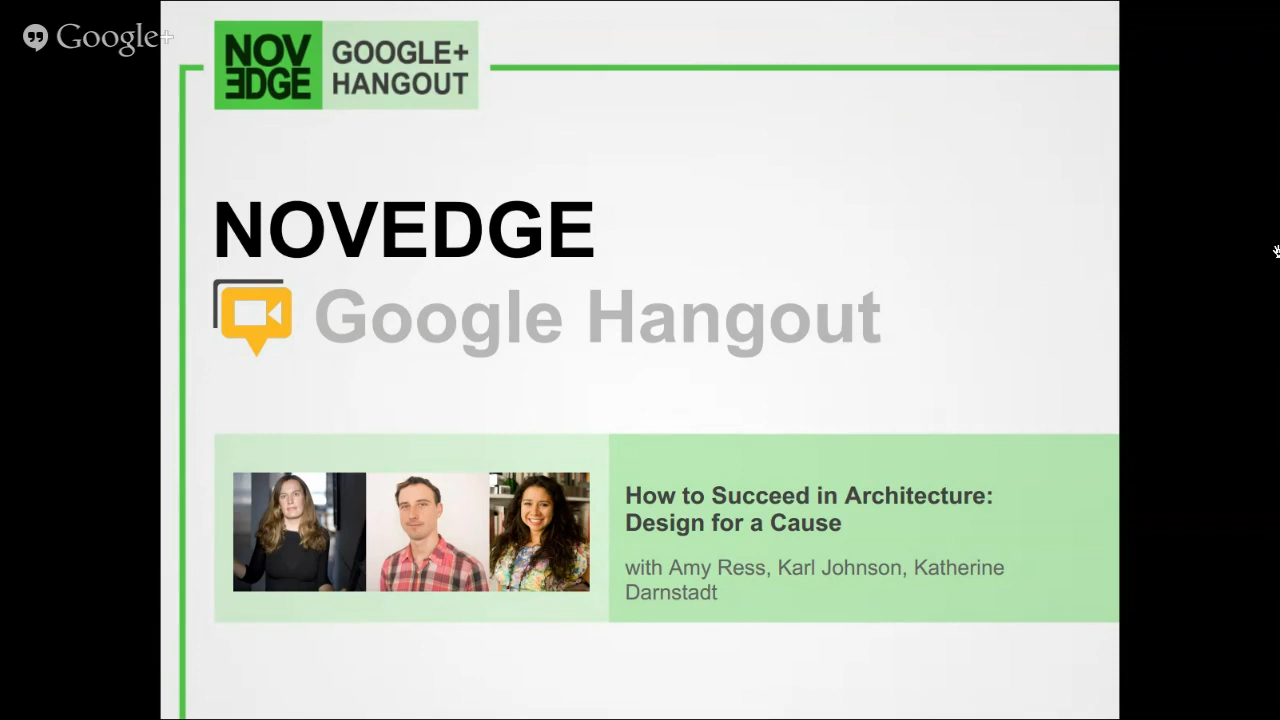 Google+
NOV
EDGE
GOOGLE+
HANGOUT
NOVEDGE
Google Hangout
How to Succeed in Architecture:
Design for a Cause
with Amy Ress, Karl Johnson, Katherine
Darnstadt